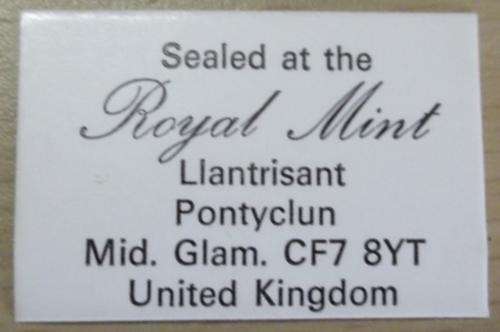 Sealed at the
Royal Mint
Llantrisant
Pontyclun
Mid. Glam. CF7 8YT
United Kingdom